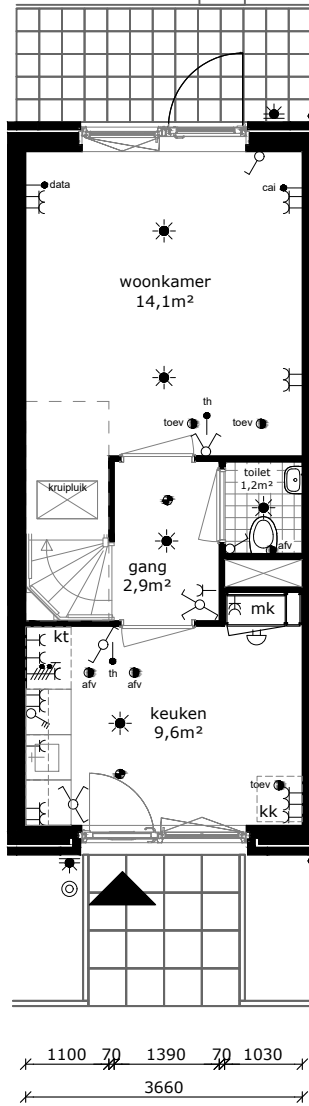 data
cai
woonkamer
14,1m²
th
toev
toev
toilet
1,2m²
kruipluik
afv
gang
2,9m²
mk
kt
th
afv
afv
keuken
9,6m²
toev
kk
1100 70 1390 70 1030
3660